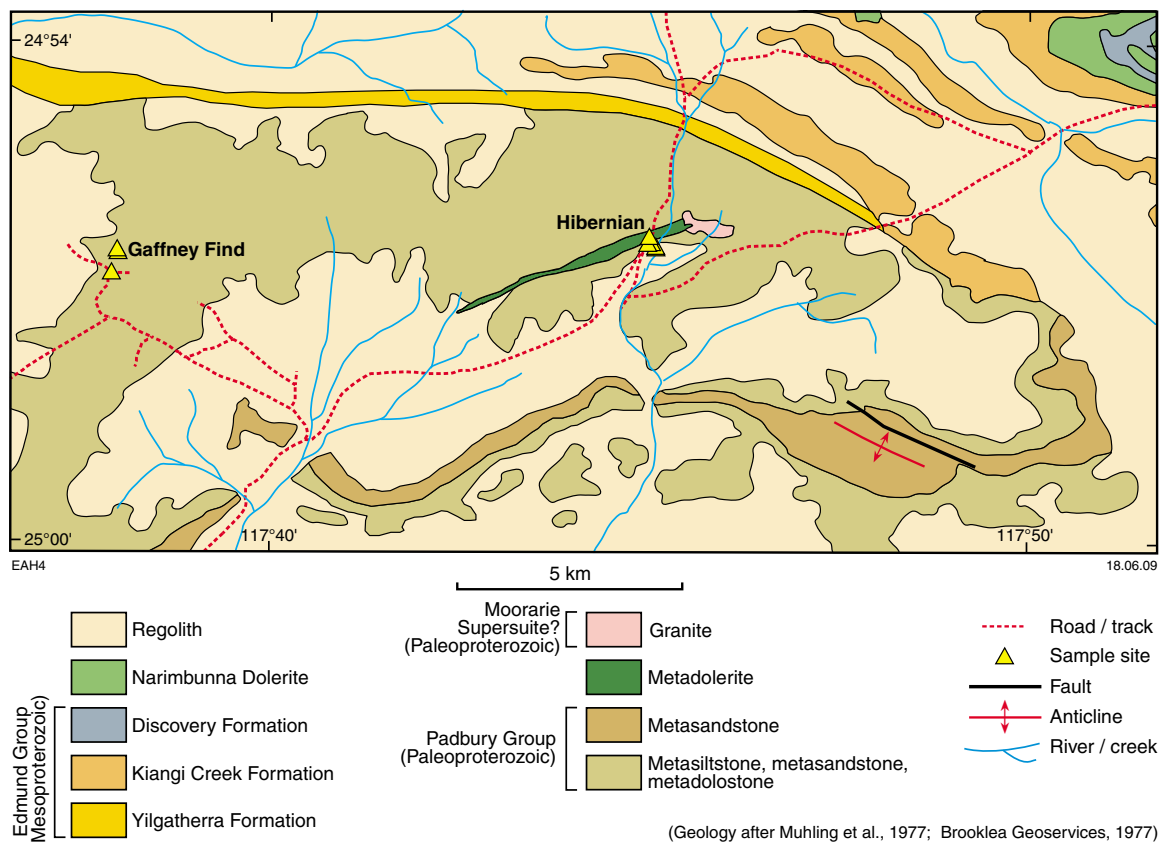 24°54'
Hibernian
Gaffney Find
25°00'
117°40'
117°50'
EAH4
18.06.09
5 km
Regolith
Narimbunna Dolerite
Edmund Group
Mesoproterozoic)
Discovery Formation
Kiangi Creek Formation
Yilgatherra Formation
Moorarie
Supersuite?
(Paleoproterozoic)
Granite
Metadolerite
Padbury Group
(Paleoproterozoic)
Metasandstone
Metasiltstone, metasandstone,
metadolostone
Road / track
Sample site
Fault
Anticline
River / creek
(Geology after Muhling et al., 1977; Brooklea Geoservices, 1977)